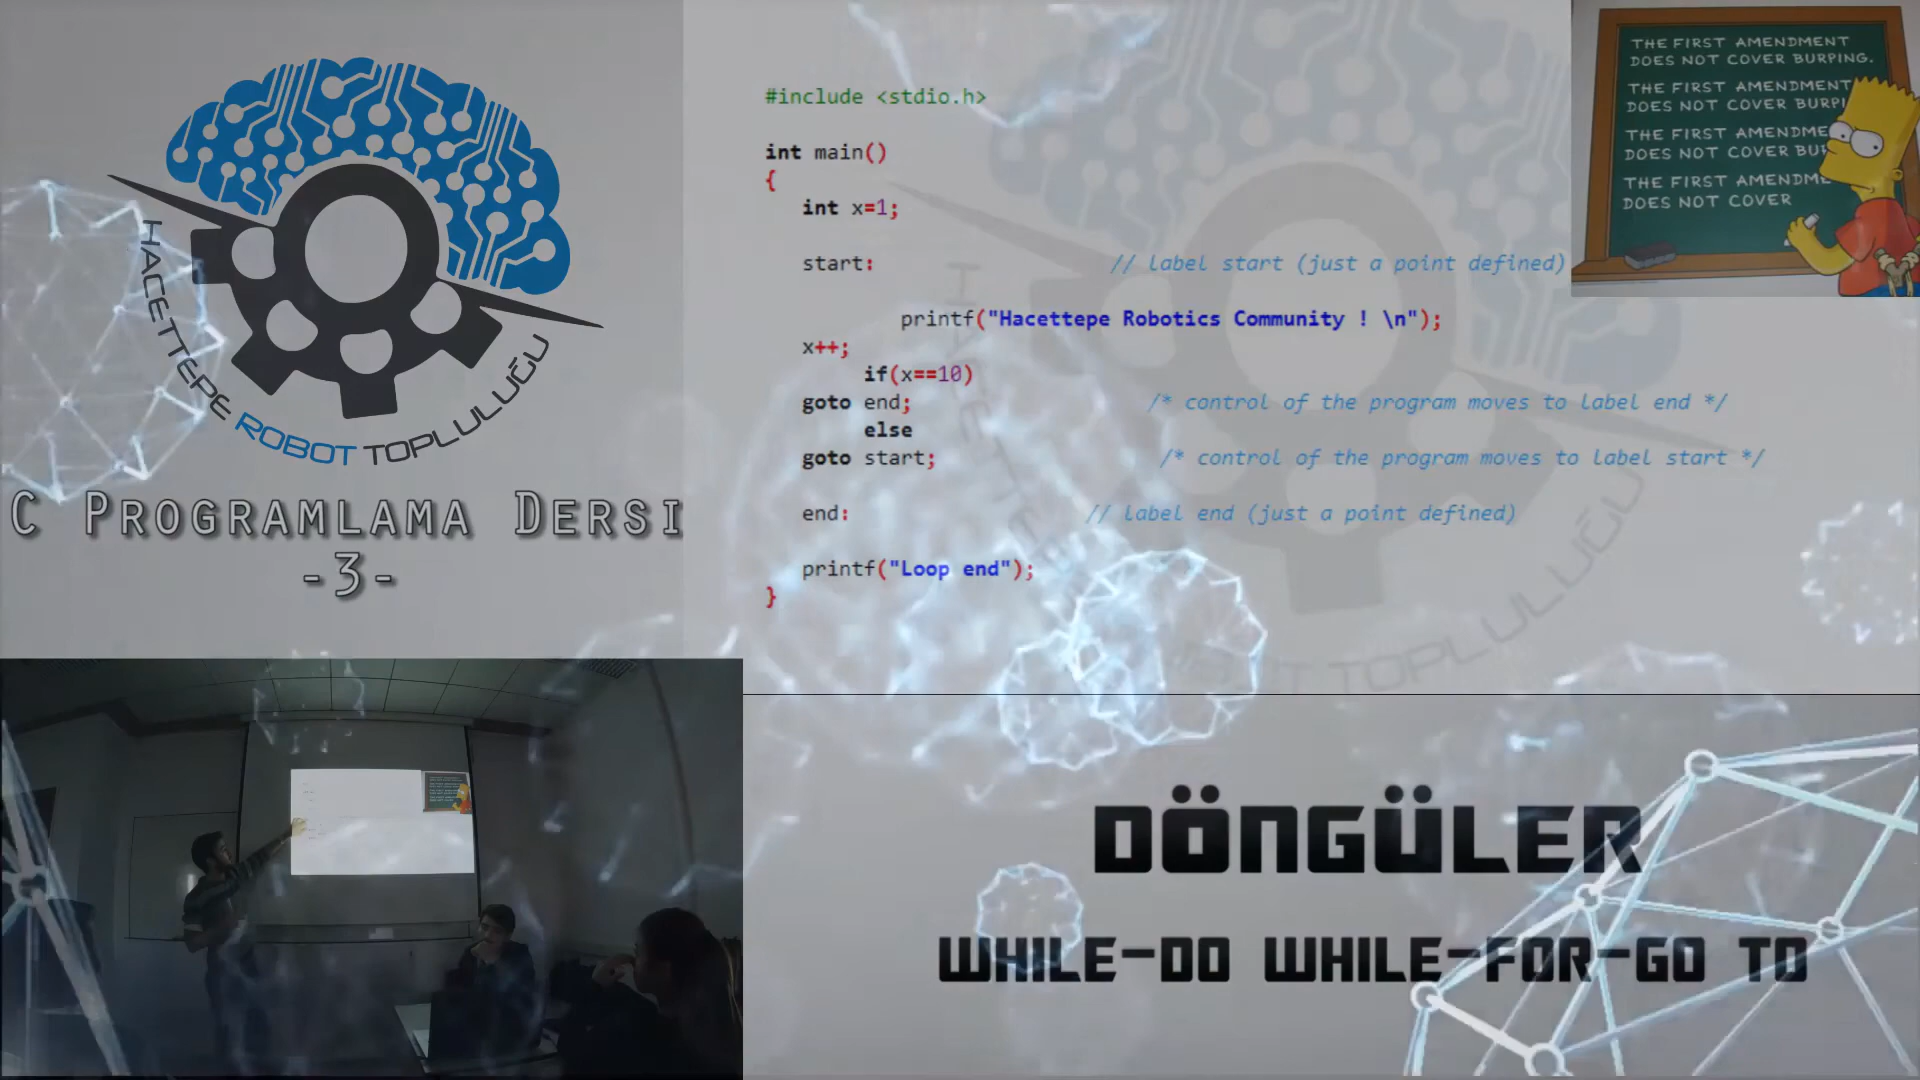 HACETTEPE ROBOT TOPLULUĞU
C PROGRAMLAMA DERSI
-3-
#include <stdio.h>
int main()
{
int x=1;
start: // label start (just a point defined)
printf("Hacettepe Robotics Community ! \n");
x++;
if(x==10)
goto end; /* control of the program moves to label end */
else
goto start; /* control of the program moves to label start */
end: // label end (just a point defined)
printf("Loop end");
}
THE FIRST AMENDMENT
DOES NOT COVER BURPING.
THE FIRST AMENDMENT
DOES NOT COVER BURPI
THE FIRST AMENDME
DOES NOT COVER BUR
THE FIRST AMENDME
DOES NOT COVER
DÖNGÜLER
WHILE-DO WHILE-FOR-GO TO